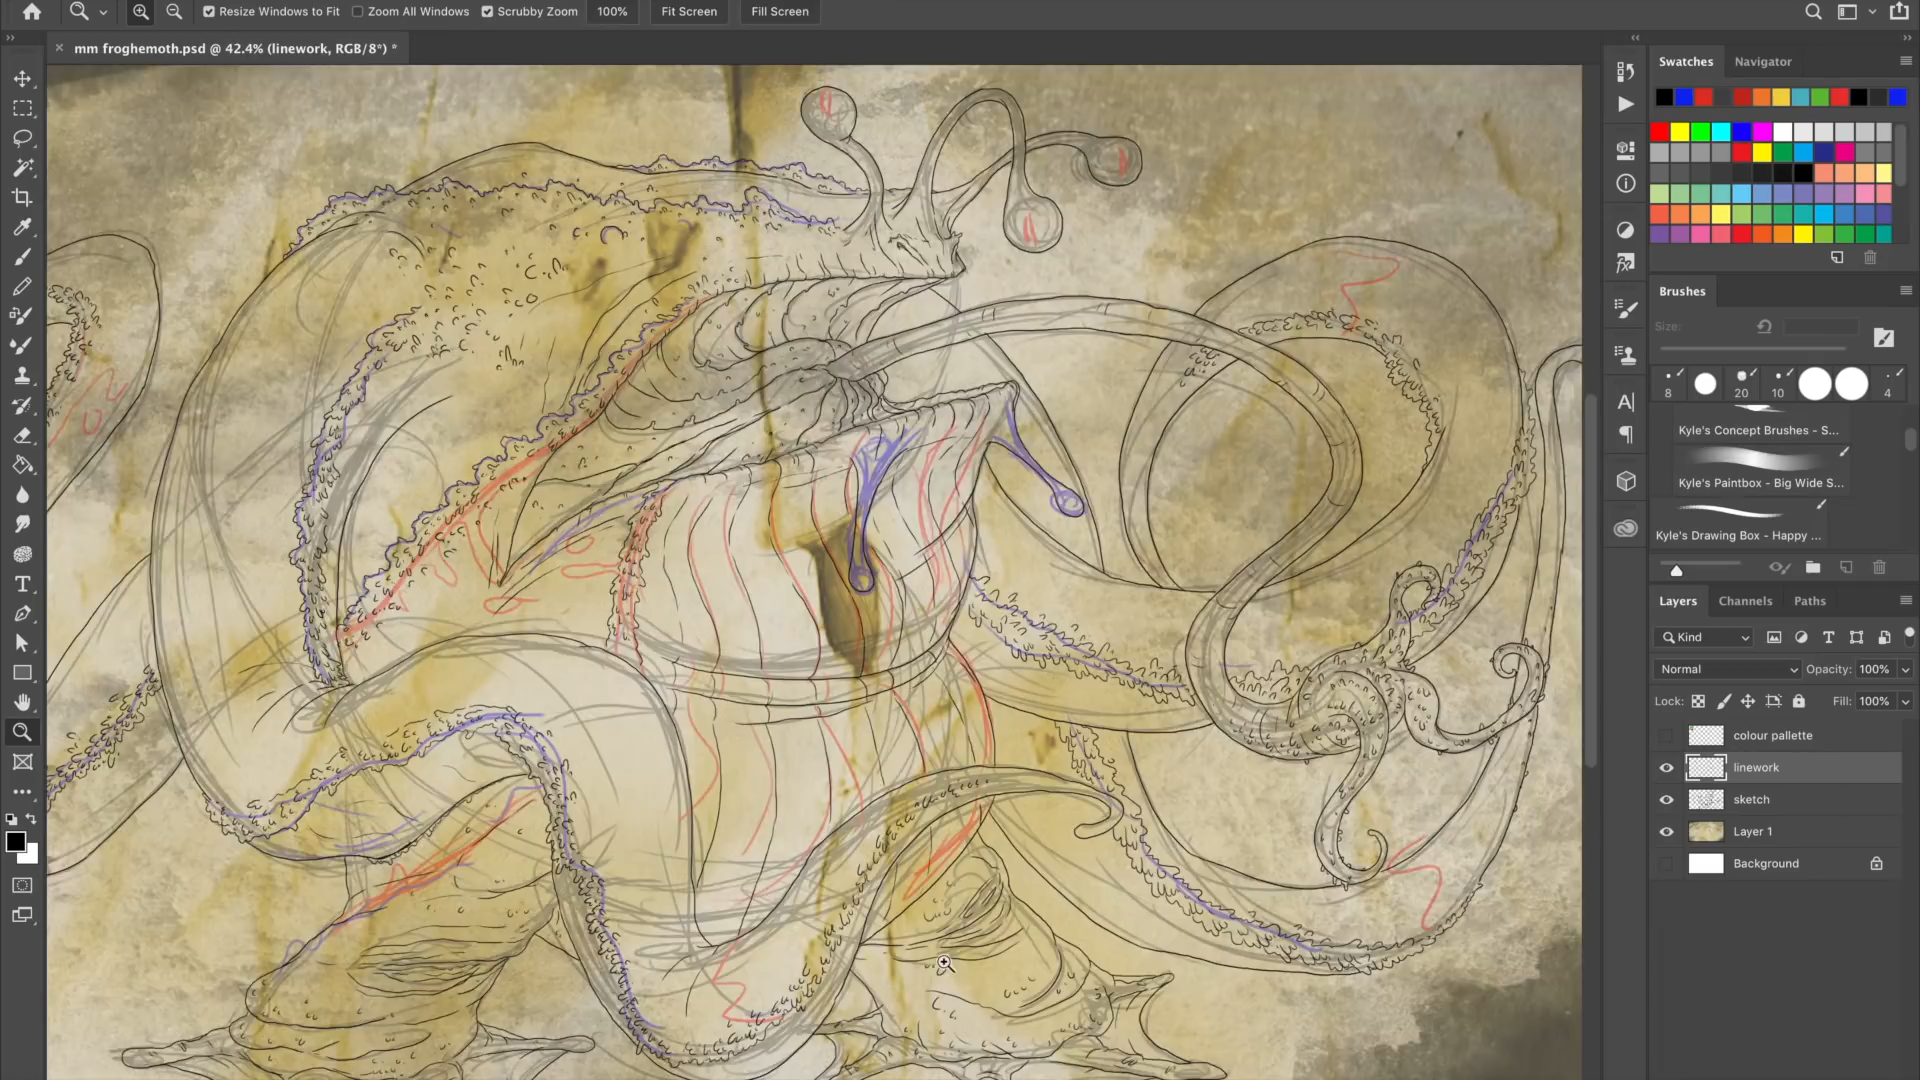 Resize Windows to Fit
Zoom All Windows
Scrubby Zoom
100%
Fit Screen
Fill Screen
mm froghemoth.psd @ 42.4% (linework, RGB/8*) *
Swatches
Navigator
Brushes
Size:
8
20
10
4
Kyle's Concept Brushes - S...
Kyle's Paintbox - Big Wide S...
Kyle's Drawing Box - Happy ...
Layers
Channels
Paths
Kind
Normal
Opacity: 100%
Lock:
Fill: 100%
colour pallette
linework
sketch
Layer 1
Background